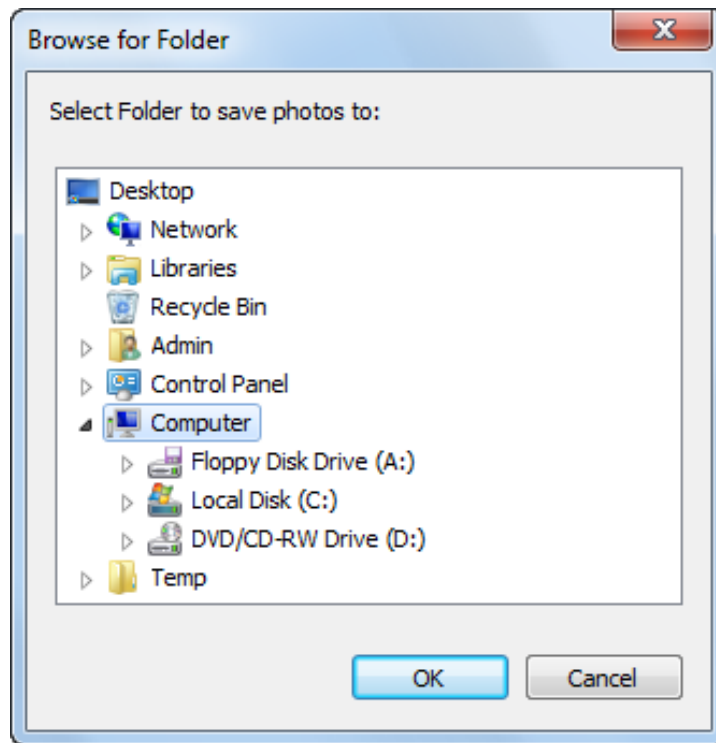 Browse for Folder
Select Folder to save photos to:
Desktop
Network
Libraries
Recycle Bin
Admin
Control Panel
Computer
Floppy Disk Drive (A:)
Local Disk (C:)
DVD/CD-RW Drive (D:)
Temp
OK Cancel